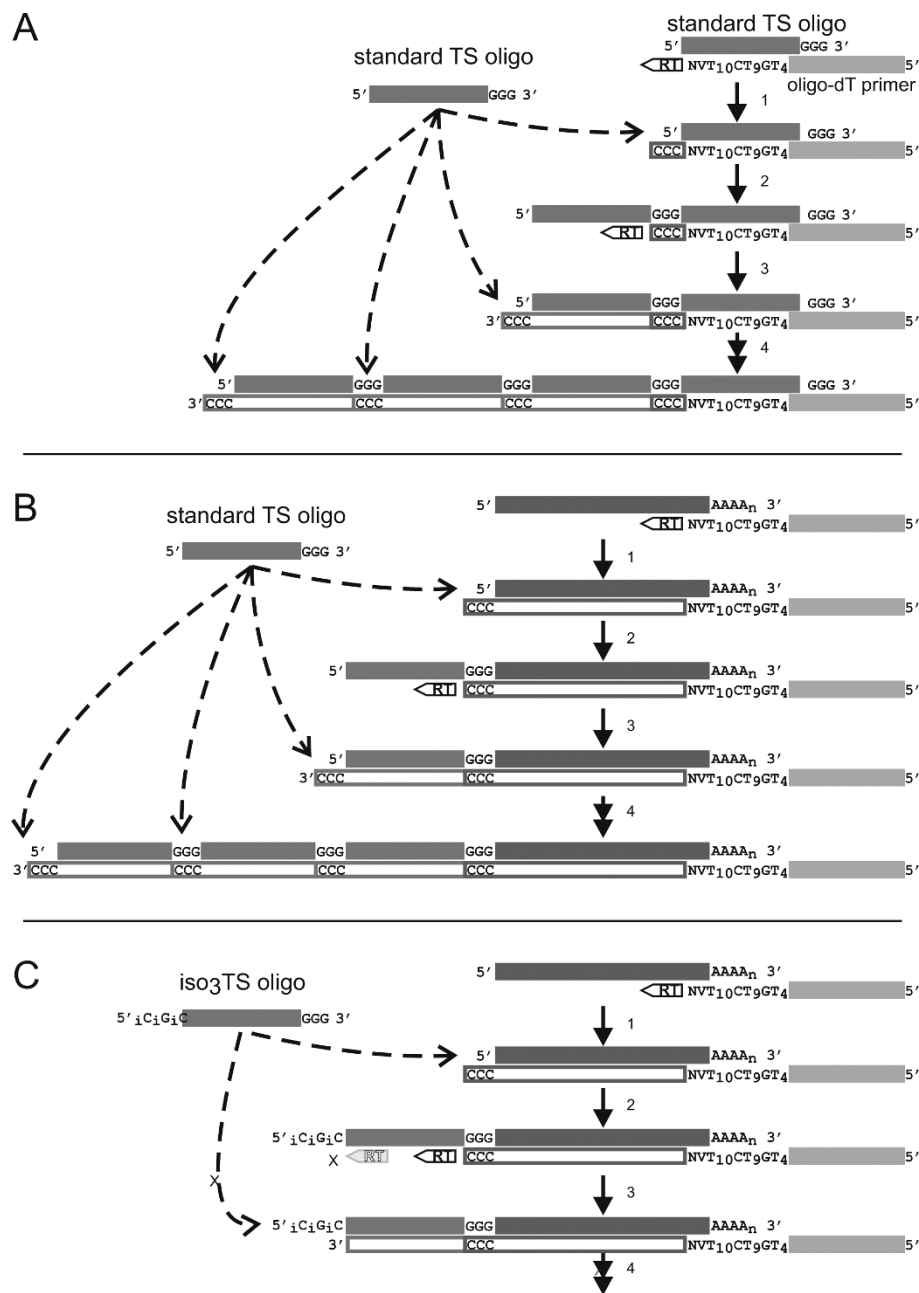 A
standard TS oligo
standard TS oligo
5′ GGG 3′
RT NVT10CT9GT4 5′
oligo-dT primer
5′ GGG 3′
1
5′ GGG 3′
CCC NVT10CT9GT4 5′
2
5′ GGG GGG 3′
RT CCC NVT10CT9GT4 5′
3
5′ GGG GGG 3′
3′ CCC CCC NVT10CT9GT4 5′
4
5′ GGG GGG GGG GGG 3′
3′ CCC CCC CCC CCC NVT10CT9GT4 5′
B
standard TS oligo
5′ AAAAn 3′
RT NVT10CT9GT4 5′
5′ GGG 3′
1
5′ AAAAn 3′
CCC NVT10CT9GT4 5′
2
5′ GGG AAAAn 3′
RT CCC NVT10CT9GT4 5′
3
5′ GGG AAAAn 3′
3′ CCC CCC NVT10CT9GT4 5′
4
5′ GGG GGG GGG AAAAn 3′
3′ CCC CCC CCC CCC NVT10CT9GT4 5′
C
iso3TS oligo
5′ AAAAn 3′
RT NVT10CT9GT4 5′
5′iCiGiC GGG 3′
1
5′ AAAAn 3′
CCC NVT10CT9GT4 5′
2
5′iCiGiC GGG AAAAn 3′
X RT RT CCC NVT10CT9GT4 5′
X
3
5′iCiGiC GGG AAAAn 3′
3′ CCC NVT10CT9GT4 5′
X 4